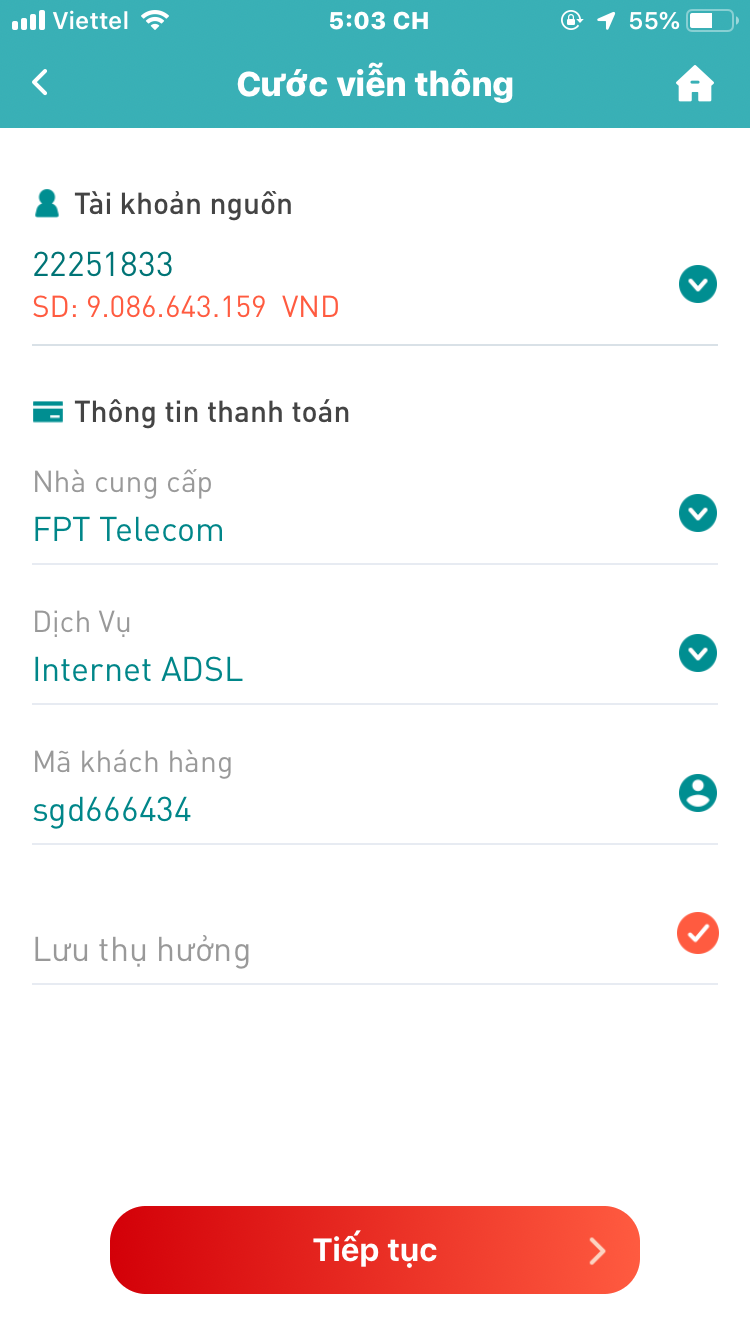 Viettel 5:03 CH 55%
Cước viễn thông
Tài khoản nguồn
22251833
SD: 9.086.643.159 VND
Thông tin thanh toán
Nhà cung cấp
FPT Telecom
Dịch Vụ
Internet ADSL
Mã khách hàng
sgd666434
Lưu thụ hưởng
Tiếp tục